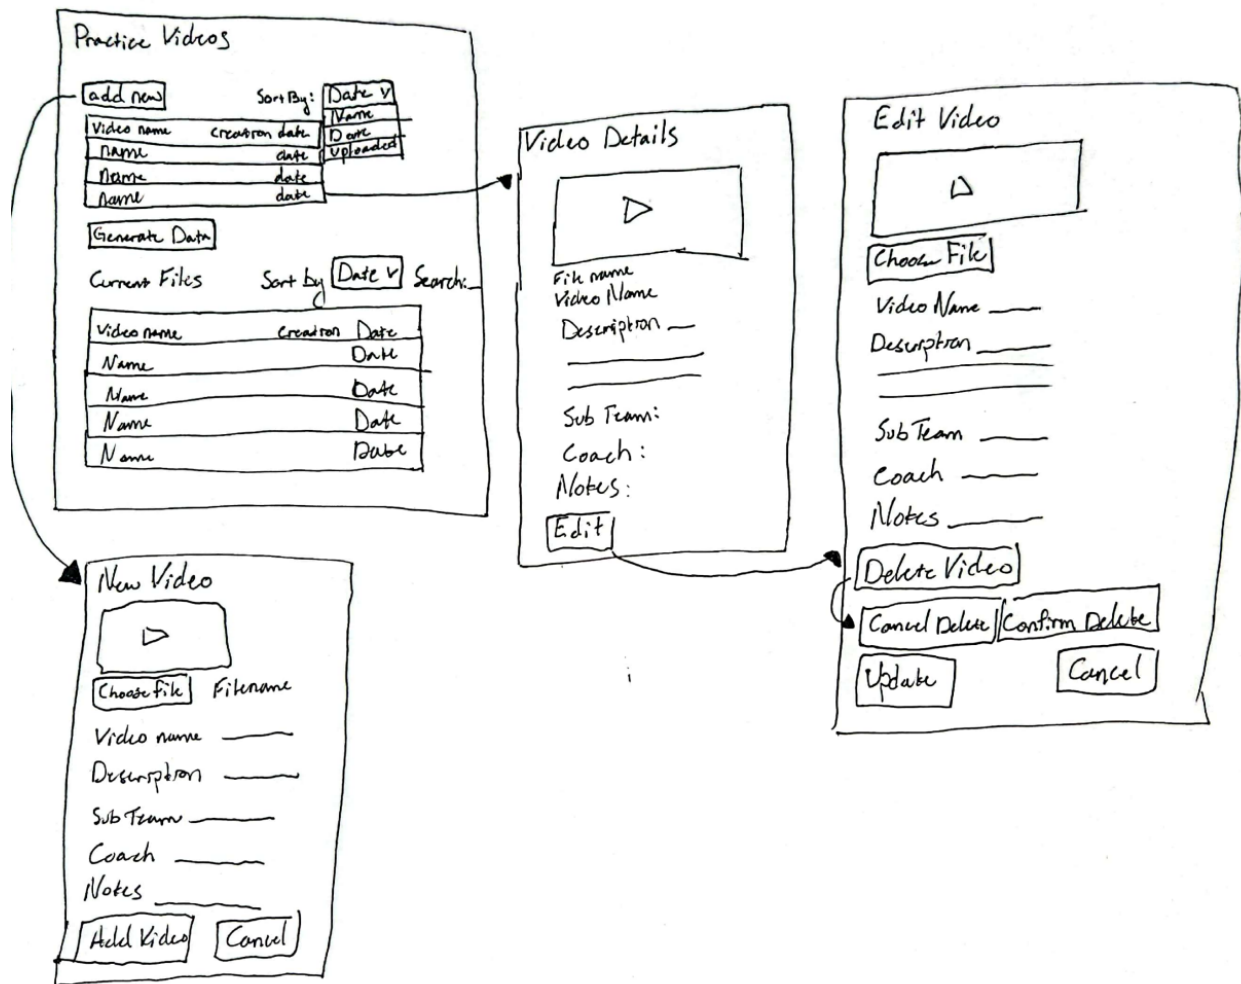 Practice Videos
add new Sort By: Date v
Name
Date
uploaded
Video name Creation date
name date
Name date
Name date
Generate Data
Current Files Sort by Date v Search:
Video name Creation Date
Name Date
Name Date
Name Date
Name Date
New Video
Choose file Filename
Video name
Description
Sub Team
Coach
Notes
Add Video Cancel
Video Details
File name
Video Name
Description
Sub Team:
Coach:
Notes:
Edit
Edit Video
Choose File
Video Name
Description
Sub Team
Coach
Notes
Delete Video
Cancel Delete Confirm Delete
Update Cancel